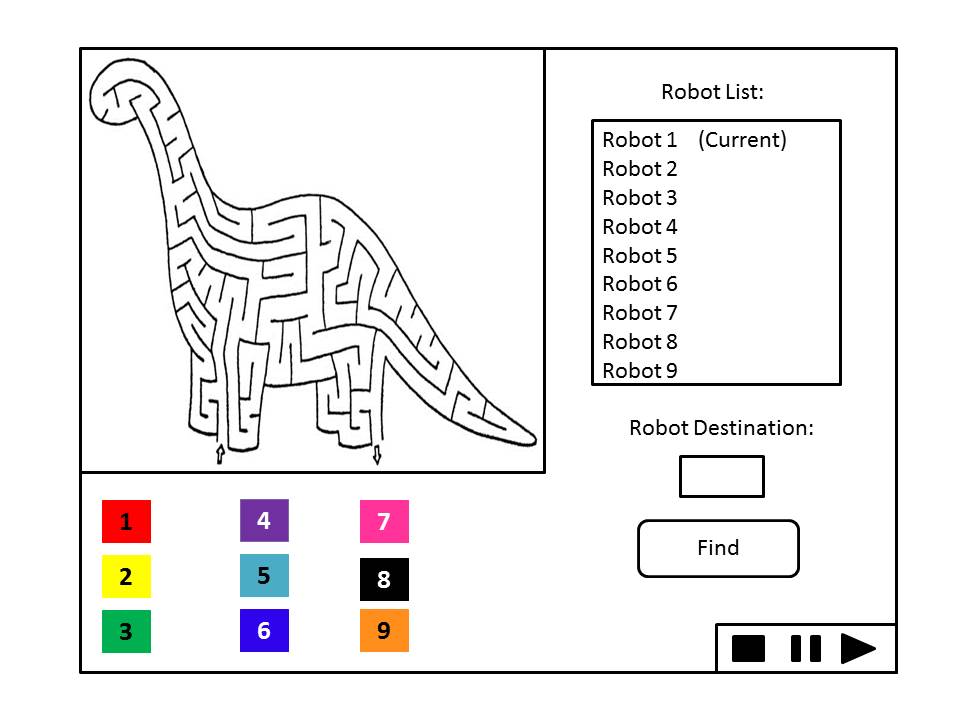 Robot List:
Robot 1 (Current)
Robot 2
Robot 3
Robot 4
Robot 5
Robot 6
Robot 7
Robot 8
Robot 9
Robot Destination:
Find
1 4 7
2 5 8
3 6 9